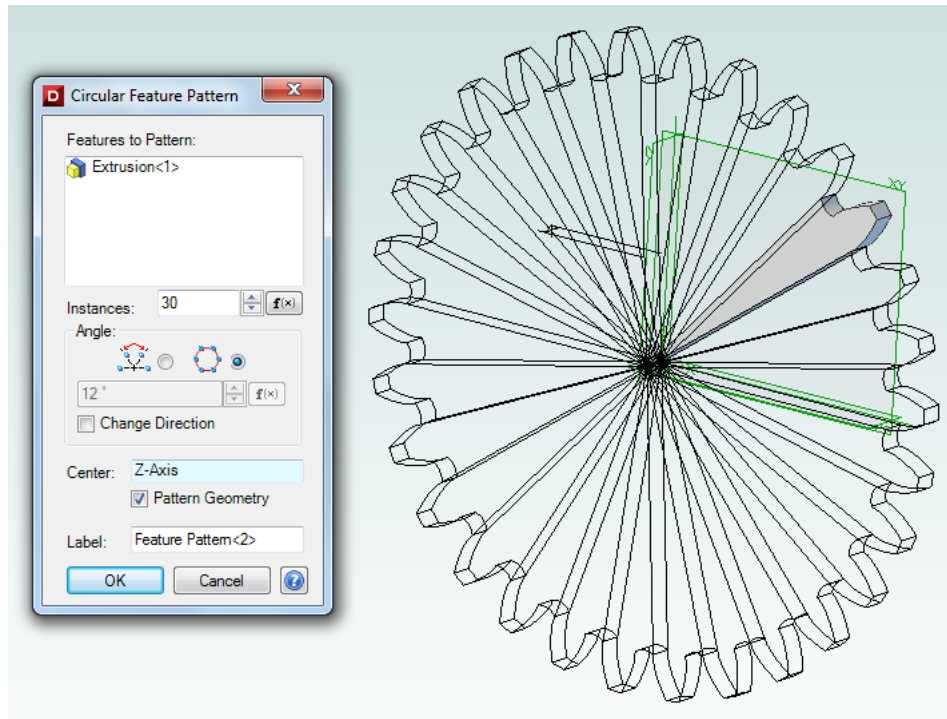 Circular Feature Pattern
Features to Pattern:
Extrusion<1>
Instances:
30
f(×)
Angle:
12 °
f(×)
Change Direction
Center:
Z-Axis
Pattern Geometry
Label:
Feature Pattern<2>
OK
Cancel
?
XY